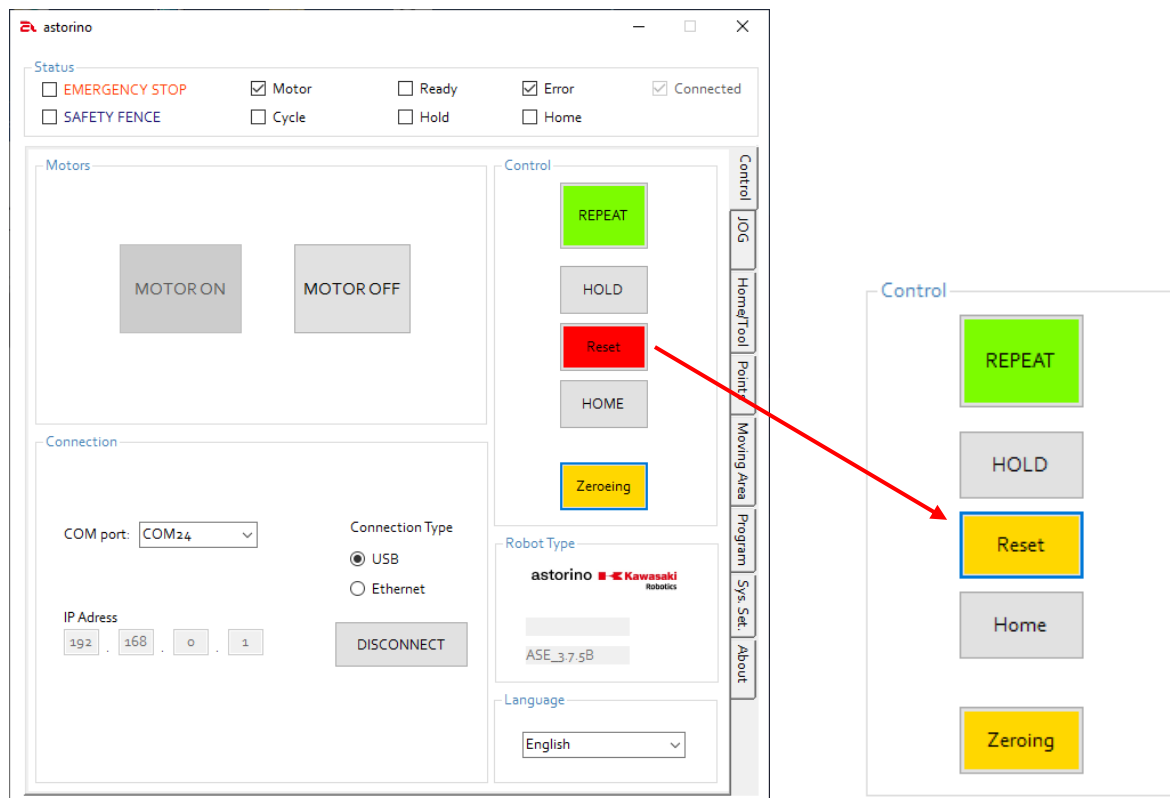 astorino
Status
EMERGENCY STOP
Motor
Ready
Error
Connected
SAFETY FENCE
Cycle
Hold
Home
Motors
MOTOR ON
MOTOR OFF
Control
REPEAT
HOLD
Reset
HOME
Zeroeing
Connection
COM port:
COM24
Connection Type
USB
Ethernet
IP Adress
192 . 168 . 0 . 1
DISCONNECT
Robot Type
astorino Kawasaki
Robotics
ASE_3.7.5B
Language
English
Control
JOG
Home/Tool
Points
Moving Area
Program
Sys. Set.
About
Control
REPEAT
HOLD
Reset
Home
Zeroing